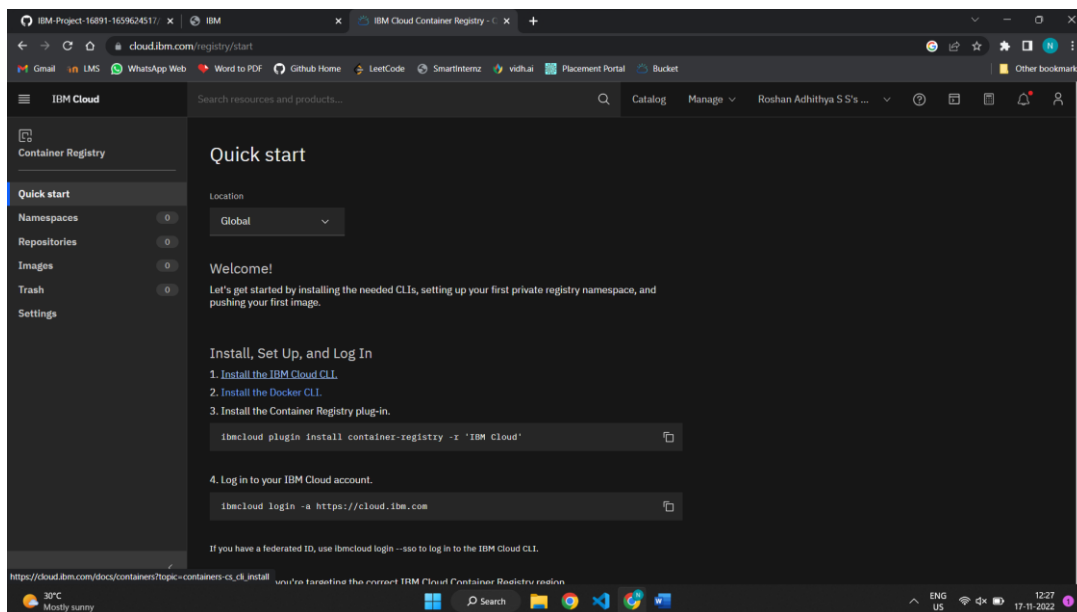 IBM-Project-16891-1659624517/
IBM
IBM Cloud Container Registry - C
cloud.ibm.com/registry/start
N
Gmail
LMS
WhatsApp Web
Word to PDF
Github Home
LeetCode
SmartInternz
vidh.ai
Placement Portal
Bucket
Other bookmark
IBM Cloud
Search resources and products...
Catalog
Manage
Roshan Adhithya S S's ...
Container Registry
Quick start
Namespaces 0
Repositories 0
Images 0
Trash 0
Settings
Quick start
Location
Global
Welcome!
Let's get started by installing the needed CLIs, setting up your first private registry namespace, and
pushing your first image.
Install, Set Up, and Log In
1. Install the IBM Cloud CLI.
2. Install the Docker CLI.
3. Install the Container Registry plug-in.
ibmcloud plugin install container-registry -r 'IBM Cloud'
4. Log in to your IBM Cloud account.
ibmcloud login -a https://cloud.ibm.com
If you have a federated ID, use ibmcloud login --sso to log in to the IBM Cloud CLI.
you're targeting the correct IBM Cloud Container Registry region
https://cloud.ibm.com/docs/containers?topic=containers-cs_cli_install
30°C
Mostly sunny
Search
ENG
US
12:27
17-11-2022
1